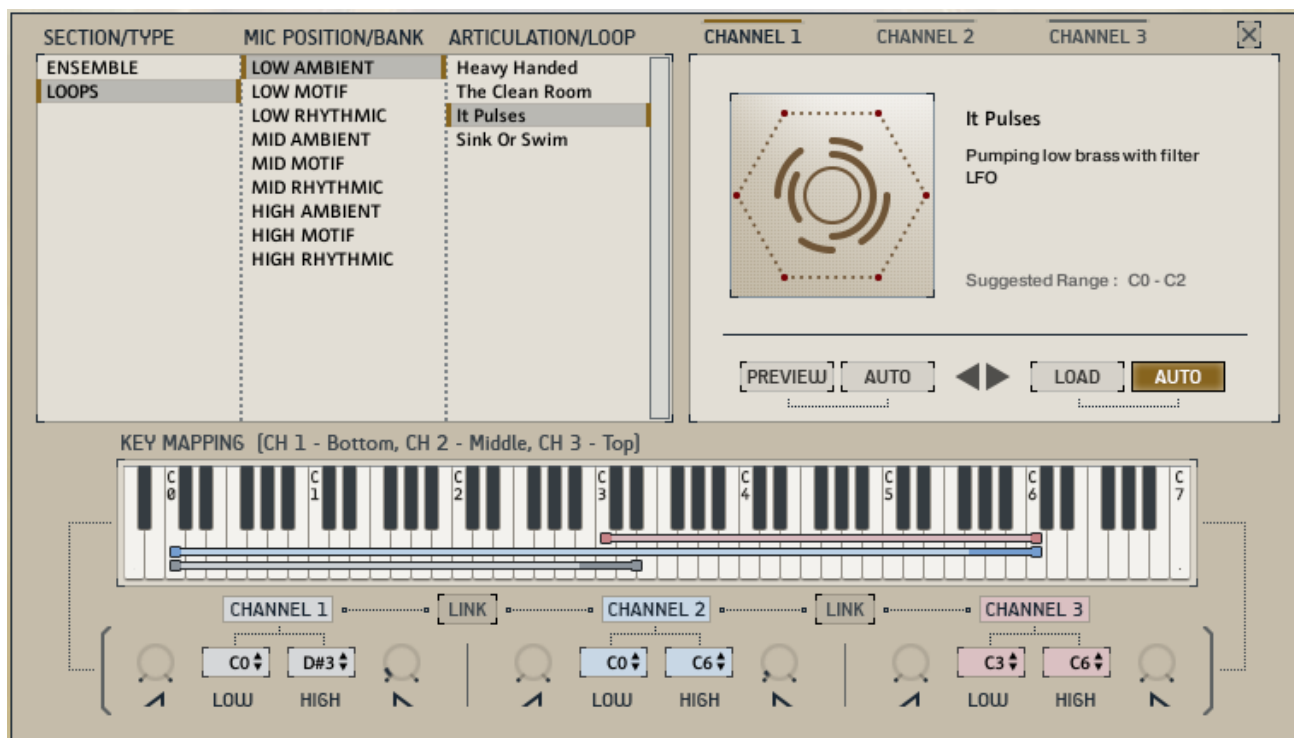 SECTION/TYPE
ENSEMBLE
LOOPS
MIC POSITION/BANK
LOW AMBIENT
LOW MOTIF
LOW RHYTHMIC
MID AMBIENT
MID MOTIF
MID RHYTHMIC
HIGH AMBIENT
HIGH MOTIF
HIGH RHYTHMIC
ARTICULATION/LOOP
Heavy Handed
The Clean Room
It Pulses
Sink Or Swim
CHANNEL 1 CHANNEL 2 CHANNEL 3
It Pulses
Pumping low brass with filter
LFO
Suggested Range : C0 - C2
PREVIEW AUTO LOAD AUTO
KEY MAPPING [CH 1 - Bottom, CH 2 - Middle, CH 3 - Top]
C0 C1 C2 C3 C4 C5 C6 C7
CHANNEL 1 LINK CHANNEL 2 LINK CHANNEL 3
C0 D#3 C0 C6 C3 C6
LOW HIGH LOW HIGH LOW HIGH